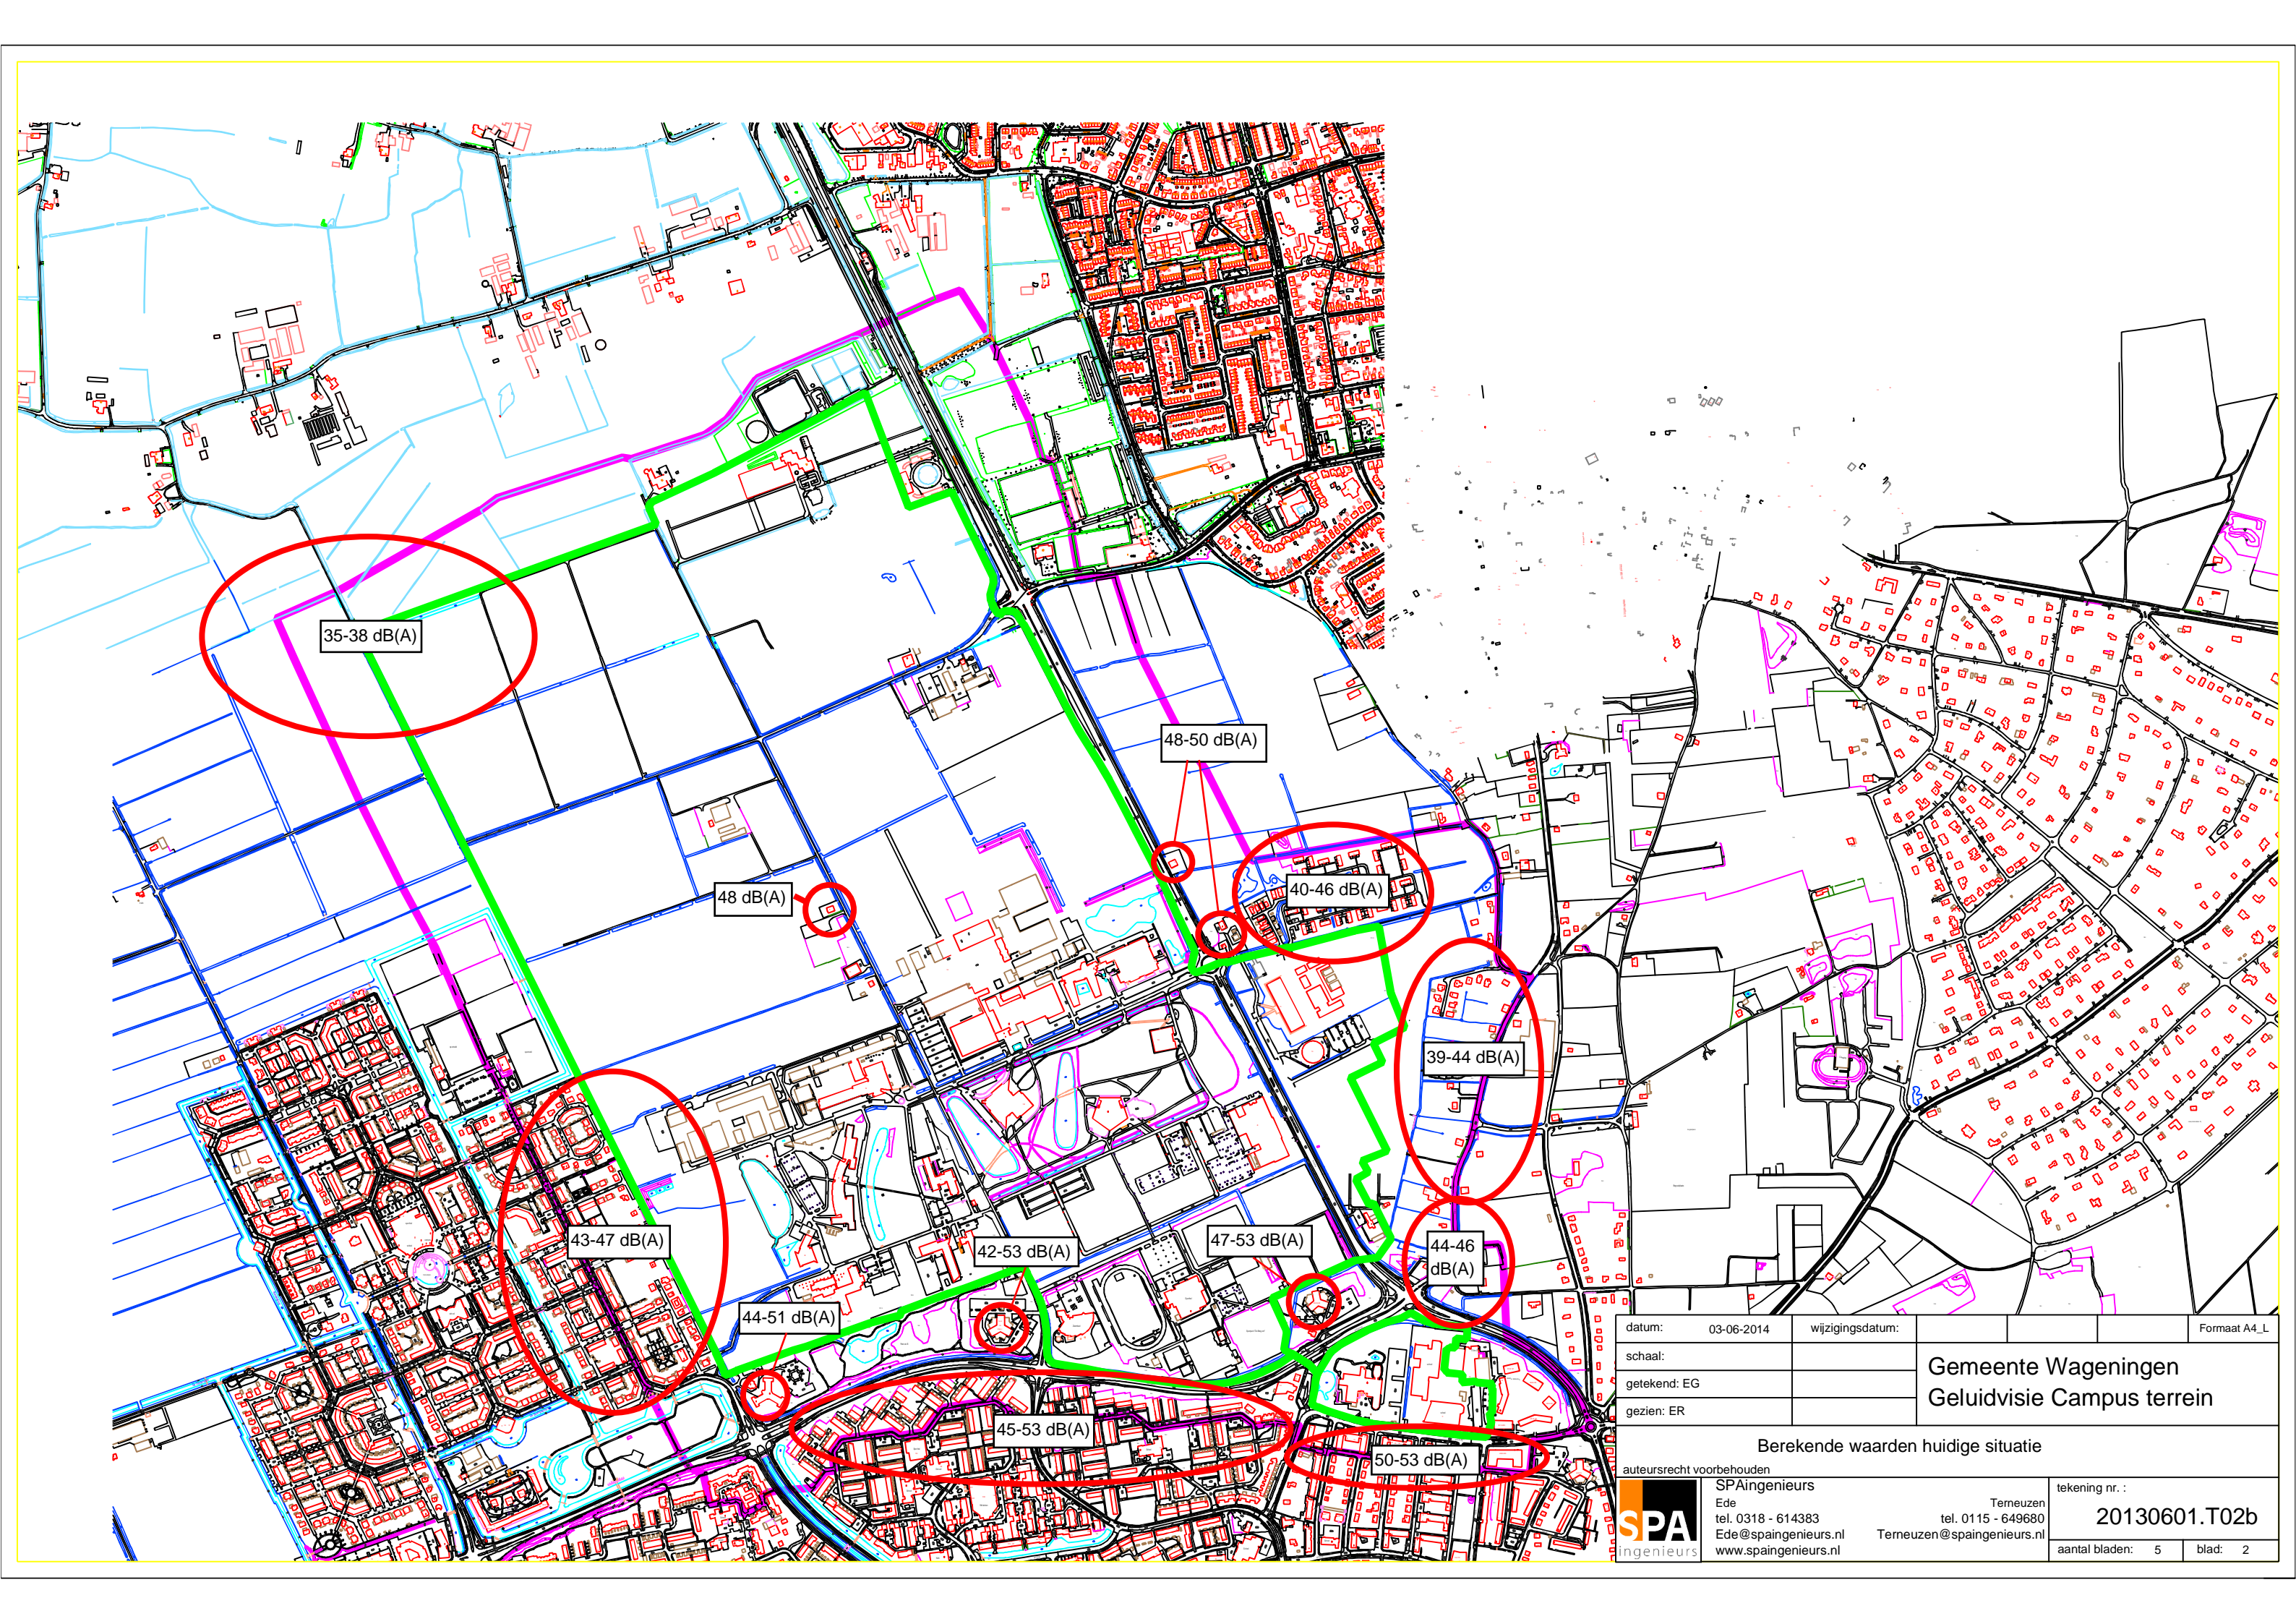 35-38 dB(A)
48-50 dB(A)
48 dB(A)
40-46 dB(A)
39-44 dB(A)
43-47 dB(A)
42-53 dB(A)
47-53 dB(A)
44-46
dB(A)
44-51 dB(A)
45-53 dB(A)
50-53 dB(A)
datum: 03-06-2014 wijzigingsdatum: Formaat A4_L
schaal:
getekend: EG
gezien: ER
Gemeente Wageningen
Geluidvisie Campus terrein
Berekende waarden huidige situatie
auteursrecht voorbehouden
SPA
ingenieurs
SPAingenieurs
Ede Terneuzen
tel. 0318 - 614383 tel. 0115 - 649680
Ede@spaingenieurs.nl Terneuzen@spaingenieurs.nl
www.spaingenieurs.nl
tekening nr. :
20130601.T02b
aantal bladen: 5 blad: 2